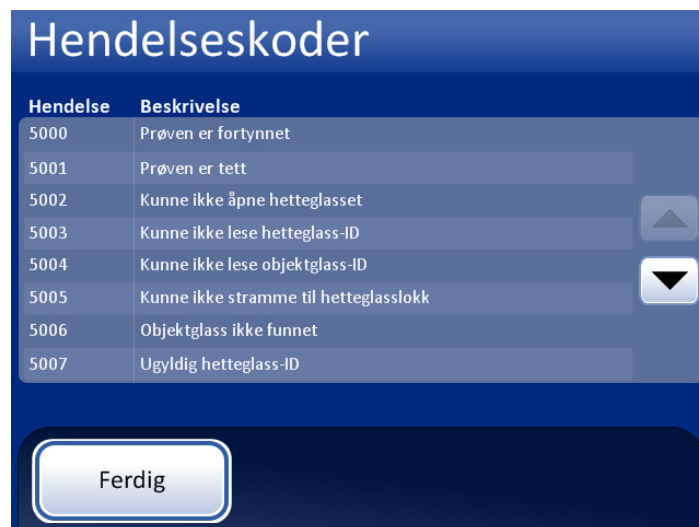 Hendelseskoder
Hendelse Beskrivelse
5000 Prøven er fortynnet
5001 Prøven er tett
5002 Kunne ikke åpne hetteglasset
5003 Kunne ikke lese hetteglass-ID
5004 Kunne ikke lese objektglass-ID
5005 Kunne ikke stramme til hetteglasslokk
5006 Objektglass ikke funnet
5007 Ugyldig hetteglass-ID
Ferdig